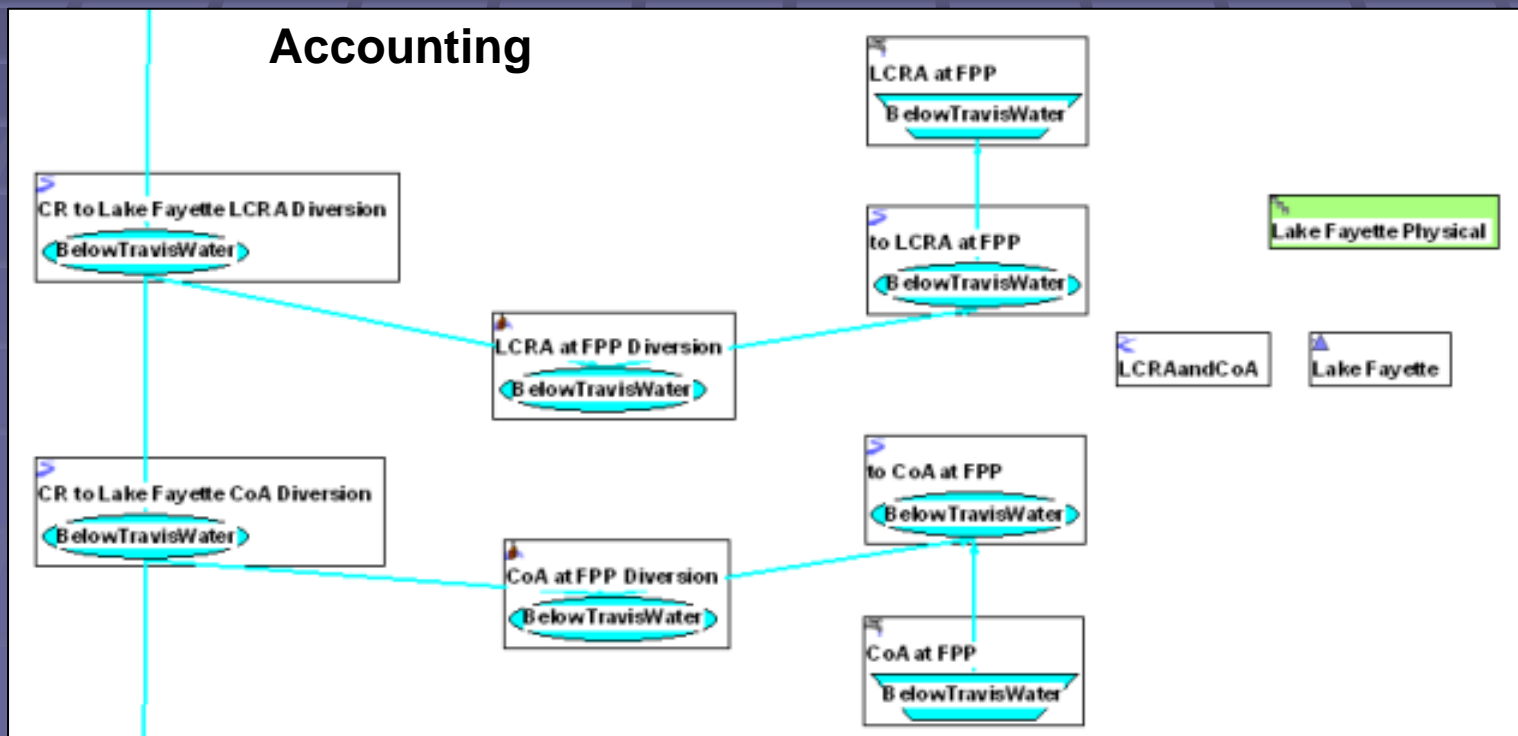 Accounting
LCRA at FPP
BelowTravisWater
CR to Lake Fayette LCRA Diversion
BelowTravisWater
to LCRA at FPP
BelowTravisWater
Lake Fayette Physical
LCRA at FPP Diversion
BelowTravisWater
LCRAandCoA
Lake Fayette
CR to Lake Fayette CoA Diversion
BelowTravisWater
to CoA at FPP
BelowTravisWater
CoA at FPP Diversion
BelowTravisWater
CoA at FPP
BelowTravisWater